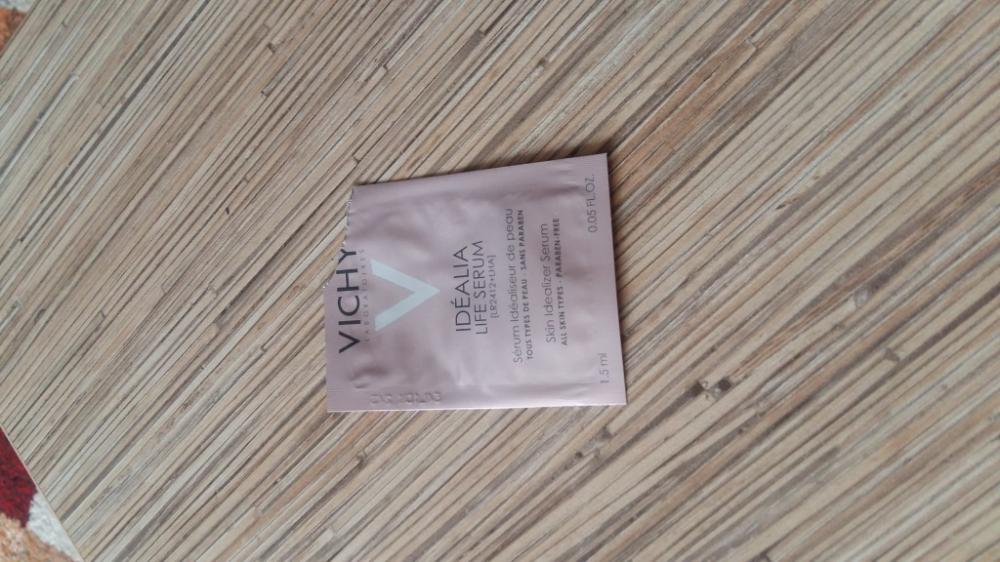 VICHY
LABORATOIRES
IDÉALIA
LIFE SERUM
[LR2412+LHA]
Sérum Idéaliseur de peau
TOUS TYPES DE PEAU - SANS PARABEN
Skin Idealizer Serum
ALL SKIN TYPES - PARABEN-FREE
1.5 ml 0.05 FL.OZ.